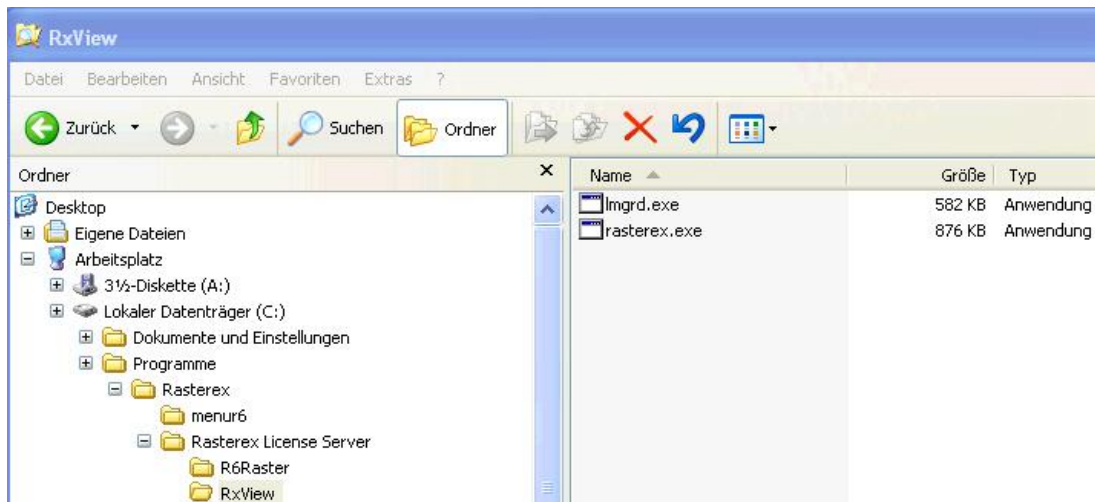 RxView
Datei Bearbeiten Ansicht Favoriten Extras ?
Zurück Suchen Ordner
Ordner
Desktop
Eigene Dateien
Arbeitsplatz
3½-Diskette (A:)
Lokaler Datenträger (C:)
Dokumente und Einstellungen
Programme
Rasterex
menur6
Rasterex License Server
R6Raster
RxView
Name Größe Typ
lmgrd.exe 582 KB Anwendung
rasterex.exe 876 KB Anwendung